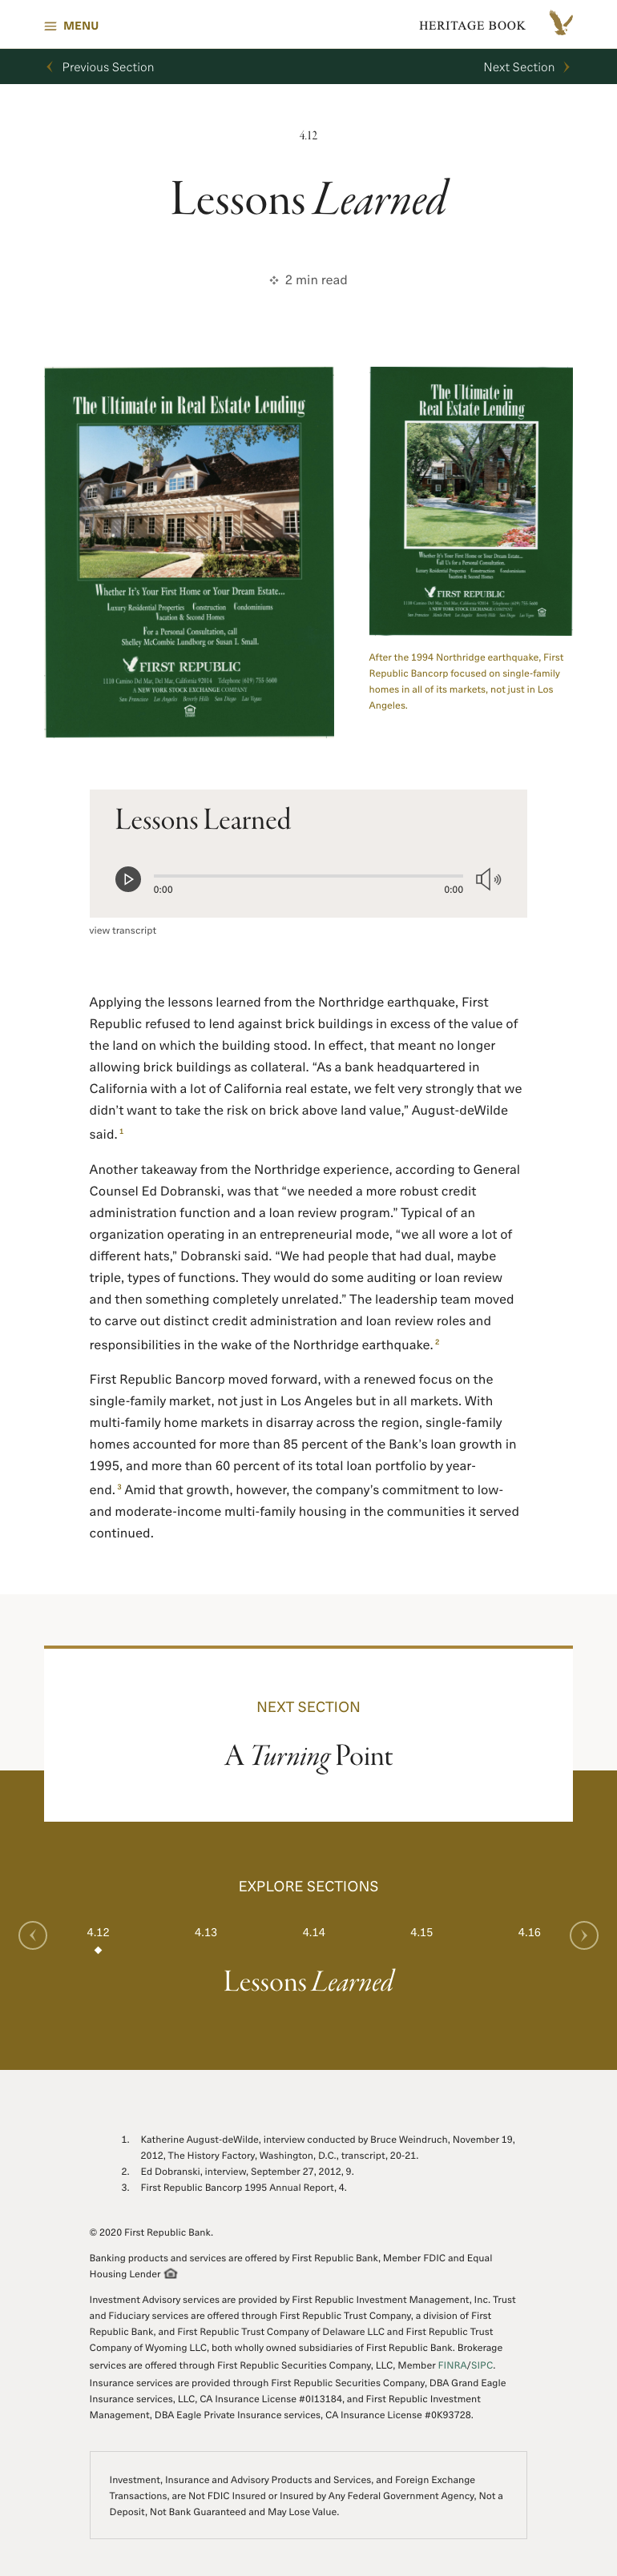 MENU
HERITAGE BOOK
Previous Section
Next Section
4.12
Lessons Learned
2 min read
The Ultimate in Real Estate Lending
Whether It's Your First Home or Your Dream Estate...
Luxury Residential Properties Construction Condominiums
Vacation & Second Homes
For a Personal Consultation, call
Shelley McCombie Lundborg or Susan I. Small.
FIRST REPUBLIC
1110 Camino Del Mar, Del Mar, California 92014 Telephone (619) 755-5600
A NEW YORK STOCK EXCHANGE COMPANY
San Francisco Los Angeles Beverly Hills San Diego Las Vegas
The Ultimate in
Real Estate Lending
Whether It's Your First Home or Your Dream Estate...
Call Us for a Personal Consultation.
Luxury Residential Properties Construction Condominiums
Vacation & Second Homes
FIRST REPUBLIC
After the 1994 Northridge earthquake, First
Republic Bancorp focused on single-family
homes in all of its markets, not just in Los
Angeles.
Lessons Learned
0:00
0:00
view transcript
Applying the lessons learned from the Northridge earthquake, First
Republic refused to lend against brick buildings in excess of the value of
the land on which the building stood. In effect, that meant no longer
allowing brick buildings as collateral. “As a bank headquartered in
California with a lot of California real estate, we felt very strongly that we
didn’t want to take the risk on brick above land value,” August-deWilde
said. 1
Another takeaway from the Northridge experience, according to General
Counsel Ed Dobranski, was that “we needed a more robust credit
administration function and a loan review program.” Typical of an
organization operating in an entrepreneurial mode, “we all wore a lot of
different hats,” Dobranski said. “We had people that had dual, maybe
triple, types of functions. They would do some auditing or loan review
and then something completely unrelated.” The leadership team moved
to carve out distinct credit administration and loan review roles and
responsibilities in the wake of the Northridge earthquake. 2
First Republic Bancorp moved forward, with a renewed focus on the
single-family market, not just in Los Angeles but in all markets. With
multi-family home markets in disarray across the region, single-family
homes accounted for more than 85 percent of the Bank’s loan growth in
1995, and more than 60 percent of its total loan portfolio by year-
end. 3 Amid that growth, however, the company’s commitment to low-
and moderate-income multi-family housing in the communities it served
continued.
NEXT SECTION
A Turning Point
EXPLORE SECTIONS
4.12 4.13 4.14 4.15 4.16
Lessons Learned
1. Katherine August-deWilde, interview conducted by Bruce Weindruch, November 19,
2012, The History Factory, Washington, D.C., transcript, 20-21.
2. Ed Dobranski, interview, September 27, 2012, 9.
3. First Republic Bancorp 1995 Annual Report, 4.
© 2020 First Republic Bank.
Banking products and services are offered by First Republic Bank, Member FDIC and Equal
Housing Lender
Investment Advisory services are provided by First Republic Investment Management, Inc. Trust
and Fiduciary services are offered through First Republic Trust Company, a division of First
Republic Bank, and First Republic Trust Company of Delaware LLC and First Republic Trust
Company of Wyoming LLC, both wholly owned subsidiaries of First Republic Bank. Brokerage
services are offered through First Republic Securities Company, LLC, Member FINRA/SIPC.
Insurance services are provided through First Republic Securities Company, DBA Grand Eagle
Insurance services, LLC, CA Insurance License #0I13184, and First Republic Investment
Management, DBA Eagle Private Insurance services, CA Insurance License #0K93728.
Investment, Insurance and Advisory Products and Services, and Foreign Exchange
Transactions, are Not FDIC Insured or Insured by Any Federal Government Agency, Not a
Deposit, Not Bank Guaranteed and May Lose Value.